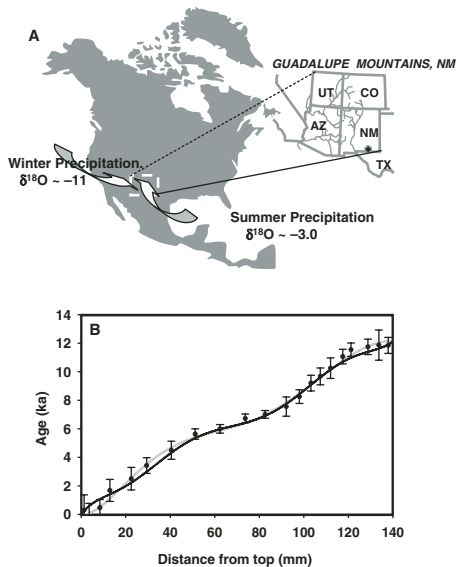 A
GUADALUPE MOUNTAINS, NM
UT CO
AZ
NM
TX
Winter Precipitation
δ18O ~ –11
Summer Precipitation
δ18O ~ –3.0
B
14
12
10
8
6
4
2
0
Age (ka)
0 20 40 60 80 100 120 140
Distance from top (mm)